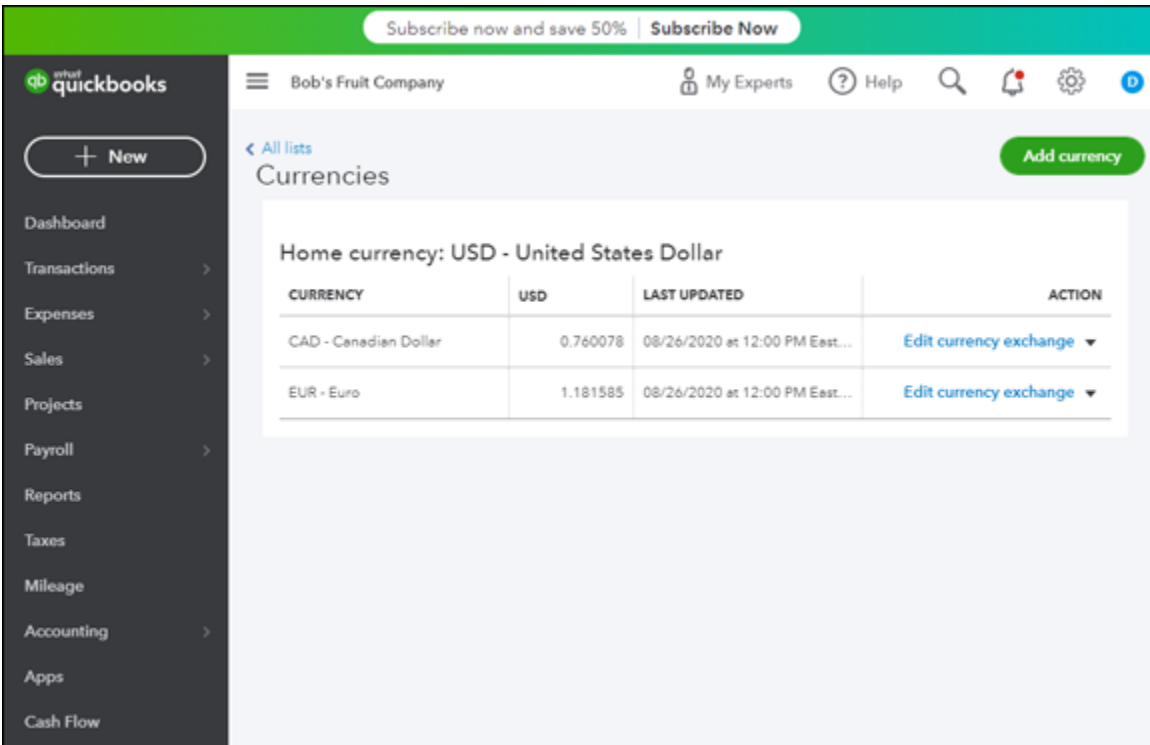 Subscribe now and save 50% | Subscribe Now
qb intuit quickbooks
Bob's Fruit Company
My Experts
? Help
D
+ New
Dashboard
Transactions
Expenses
Sales
Projects
Payroll
Reports
Taxes
Mileage
Accounting
Apps
Cash Flow
All lists
Currencies
Add currency
Home currency: USD - United States Dollar
CURRENCY USD LAST UPDATED ACTION
CAD - Canadian Dollar 0.760078 08/26/2020 at 12:00 PM East... Edit currency exchange
EUR - Euro 1.181585 08/26/2020 at 12:00 PM East... Edit currency exchange